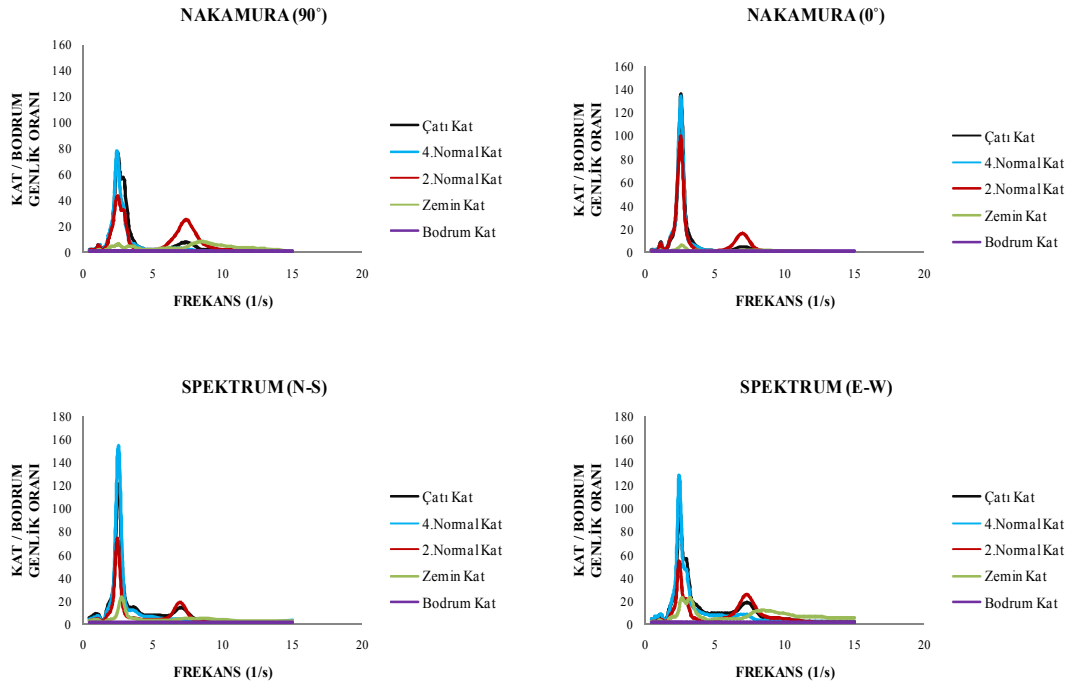 NAKAMURA (90˚)
KAT / BODRUM
GENLİK ORANI
160
140
120
100
80
60
40
20
0
0
5
10
15
20
FREKANS (1/s)
Çatı Kat
4.Normal Kat
2.Normal Kat
Zemin Kat
Bodrum Kat
NAKAMURA (0˚)
KAT / BODRUM
GENLİK ORANI
160
140
120
100
80
60
40
20
0
0
5
10
15
20
FREKANS (1/s)
Çatı Kat
4.Normal Kat
2.Normal Kat
Zemin Kat
Bodrum Kat
SPEKTRUM (N-S)
KAT / BODRUM
GENLİK ORANI
180
160
140
120
100
80
60
40
20
0
0
5
10
15
20
FREKANS (1/s)
Çatı Kat
4.Normal Kat
2.Normal Kat
Zemin Kat
Bodrum Kat
SPEKTRUM (E-W)
KAT / BODRUM
GENLİK ORANI
180
160
140
120
100
80
60
40
20
0
0
5
10
15
20
FREKANS (1/s)
Çatı Kat
4.Normal Kat
2.Normal Kat
Zemin Kat
Bodrum Kat